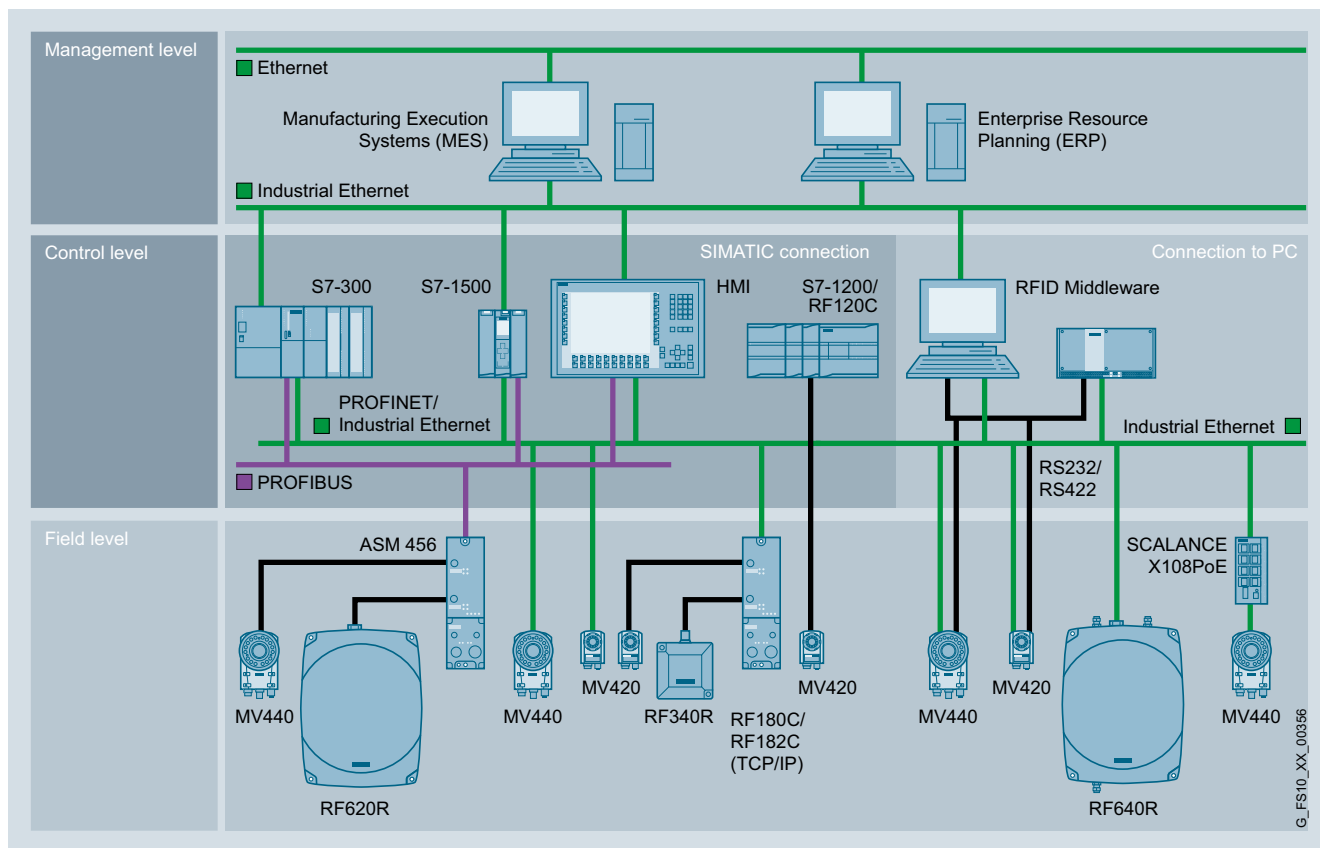 Management level
Ethernet
Manufacturing Execution
Systems (MES)
Enterprise Resource
Planning (ERP)
Industrial Ethernet
Control level
SIMATIC connection
Connection to PC
S7-300
S7-1500
HMI
S7-1200/
RF120C
RFID Middleware
PROFINET/
Industrial Ethernet
Industrial Ethernet
PROFIBUS
RS232/
RS422
Field level
ASM 456
SCALANCE
X108PoE
MV440
RF620R
MV440
MV420
RF340R
RF180C/
RF182C
(TCP/IP)
MV420
MV440
MV420
RF640R
MV440
G_FS10_XX_00356